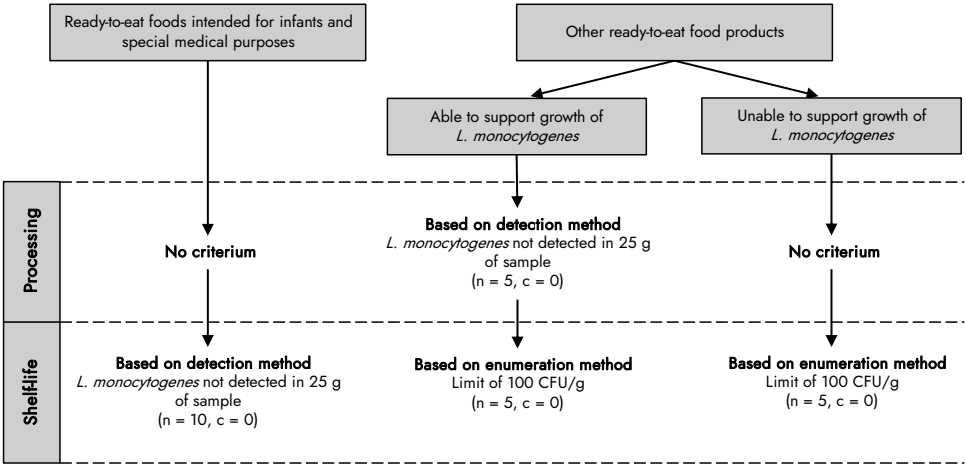 Ready-to-eat foods intended for infants and
special medical purposes
Other ready-to-eat food products
Able to support growth of
L. monocytogenes
Unable to support growth of
L. monocytogenes
Processing
No criterium
Based on detection method
L. monocytogenes not detected in 25 g
of sample
(n = 5, c = 0)
No criterium
Shelf-life
Based on detection method
L. monocytogenes not detected in 25 g
of sample
(n = 10, c = 0)
Based on enumeration method
Limit of 100 CFU/g
(n = 5, c = 0)
Based on enumeration method
Limit of 100 CFU/g
(n = 5, c = 0)